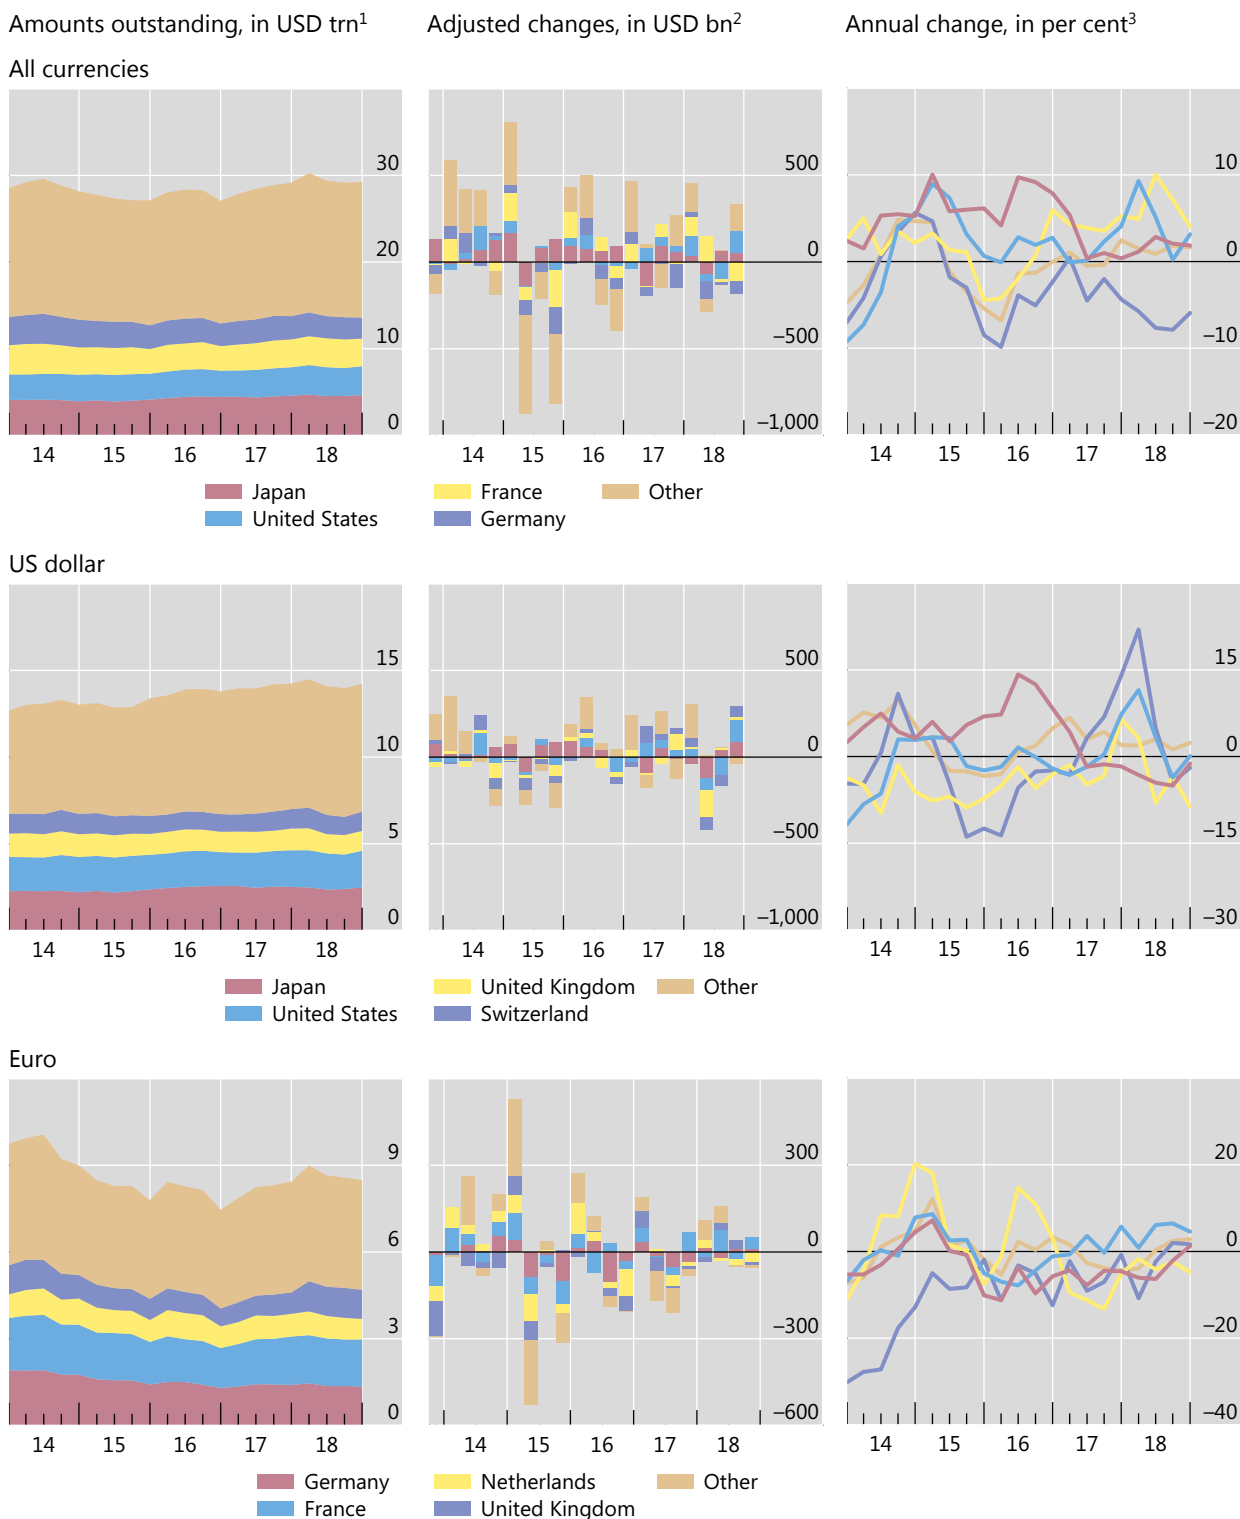 Amounts outstanding, in USD trn1
Adjusted changes, in USD bn2
Annual change, in per cent3
All currencies
30
20
10
0
14 15 16 17 18
500
0
–500
–1,000
14 15 16 17 18
10
0
–10
–20
14 15 16 17 18
Japan
United States
France
Germany
Other
US dollar
15
10
5
0
14 15 16 17 18
500
0
–500
–1,000
14 15 16 17 18
15
0
–15
–30
14 15 16 17 18
Japan
United States
United Kingdom
Switzerland
Other
Euro
9
6
3
0
14 15 16 17 18
300
0
–300
–600
14 15 16 17 18
20
0
–20
–40
14 15 16 17 18
Germany
France
Netherlands
United Kingdom
Other